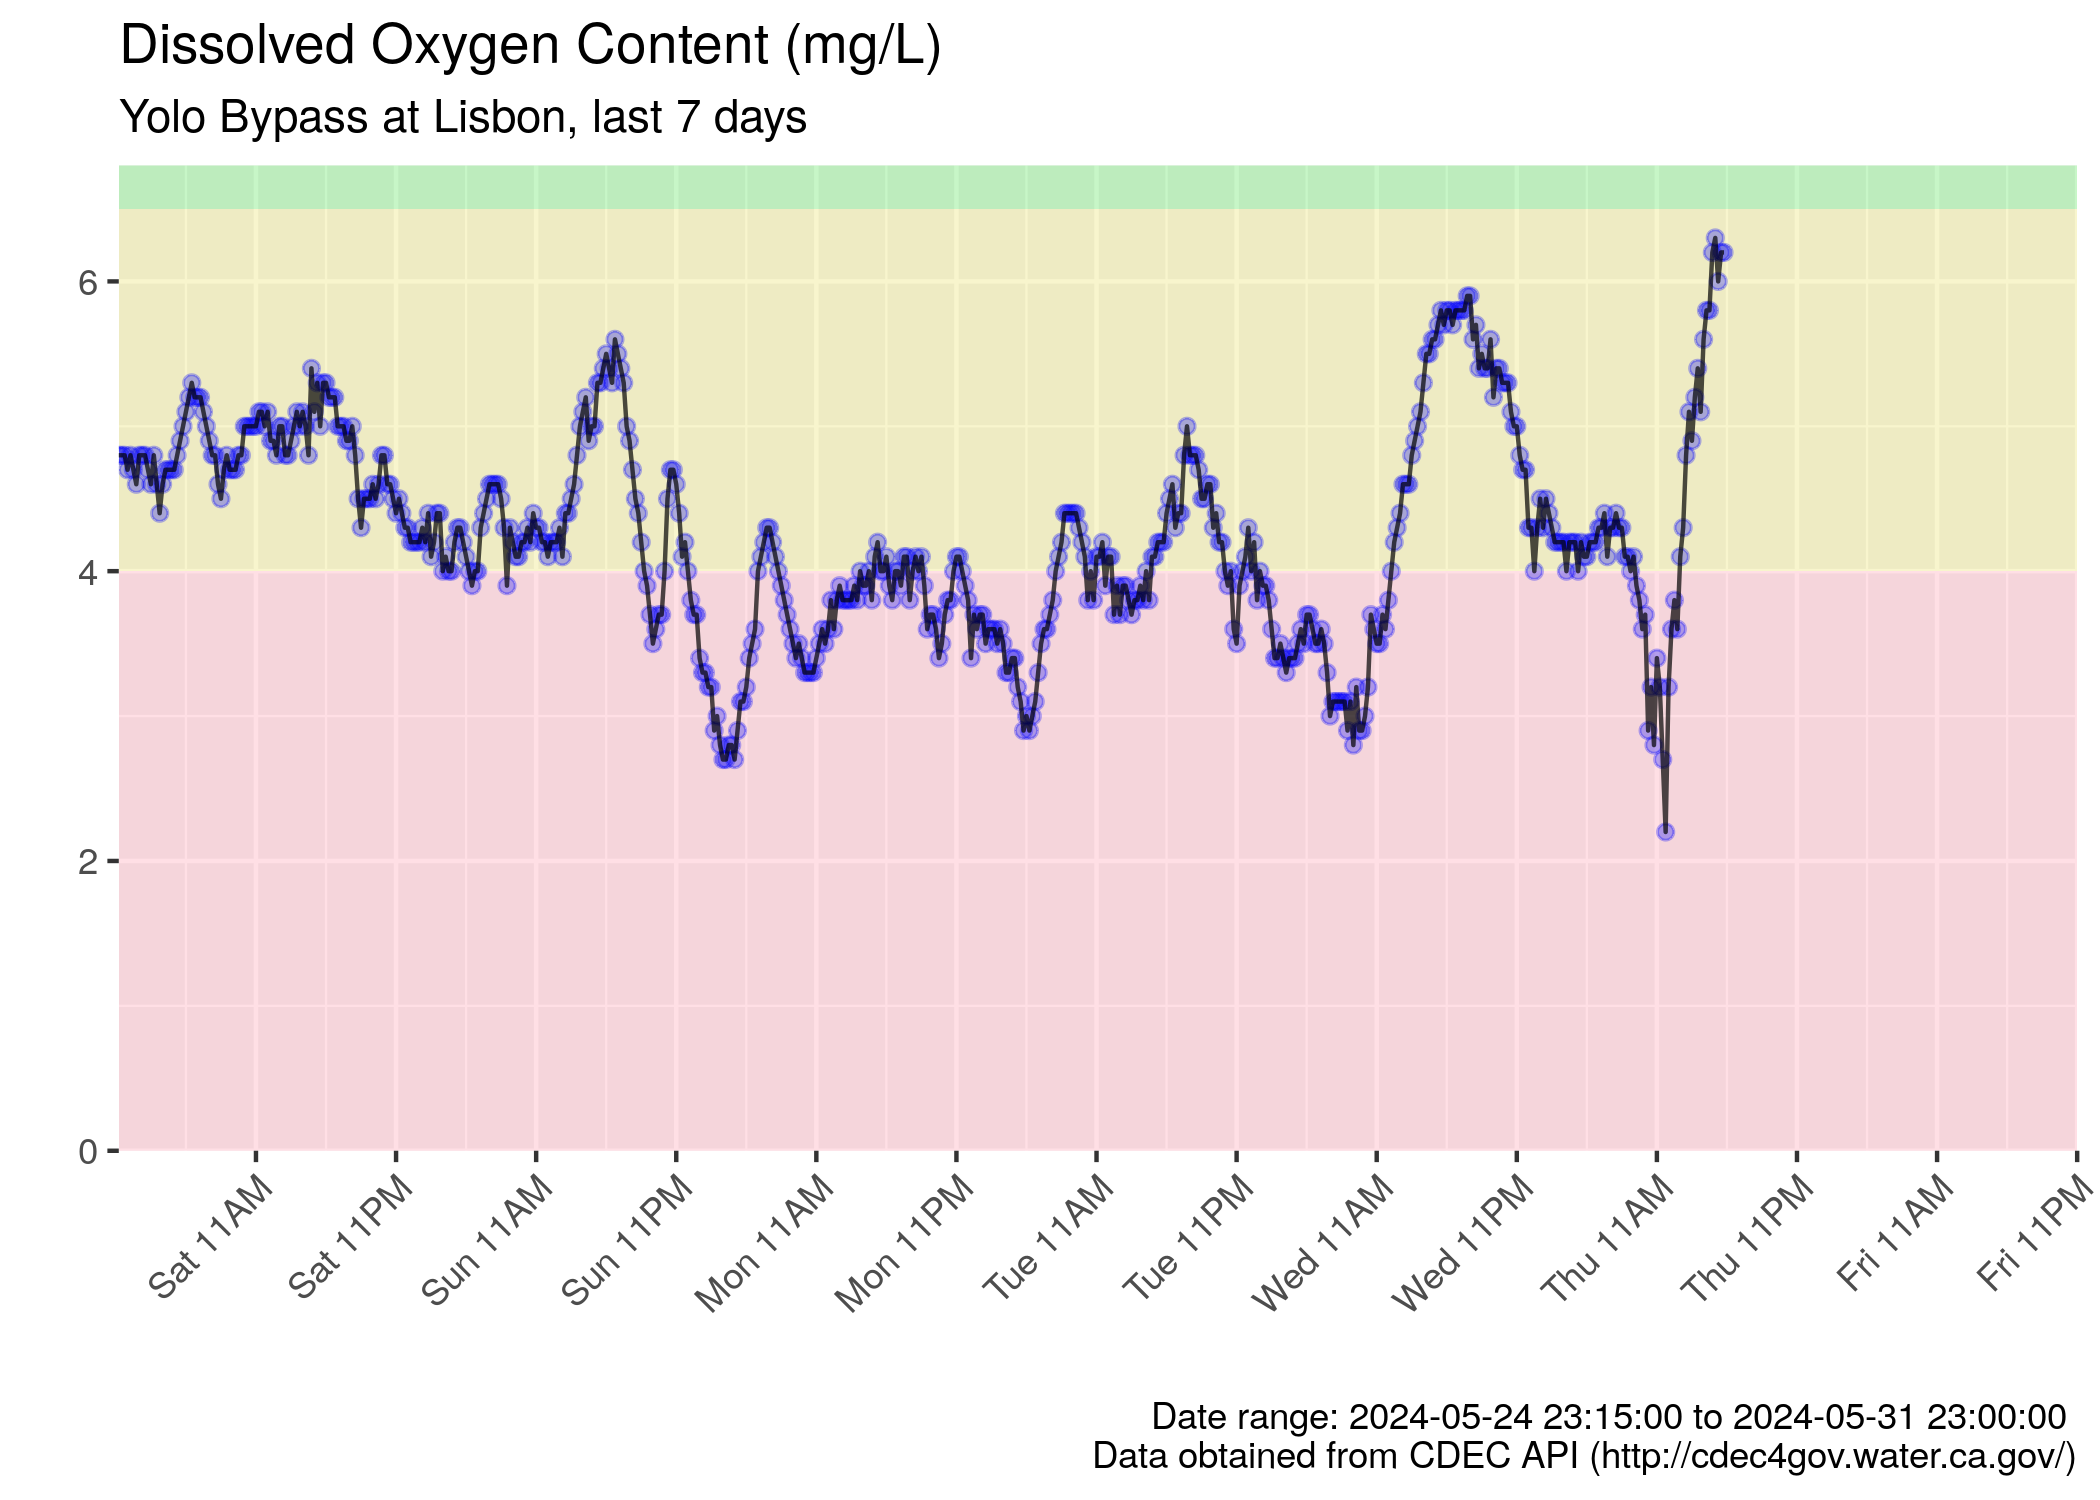 Dissolved Oxygen Content (mg/L)
Yolo Bypass at Lisbon, last 7 days
6
4
2
0
Sat 11AM
Sat 11PM
Sun 11AM
Sun 11PM
Mon 11AM
Mon 11PM
Tue 11AM
Tue 11PM
Wed 11AM
Wed 11PM
Thu 11AM
Thu 11PM
Fri 11AM
Fri 11PM
Date range: 2024-05-24 23:15:00 to 2024-05-31 23:00:00
Data obtained from CDEC API (http://cdec4gov.water.ca.gov/)